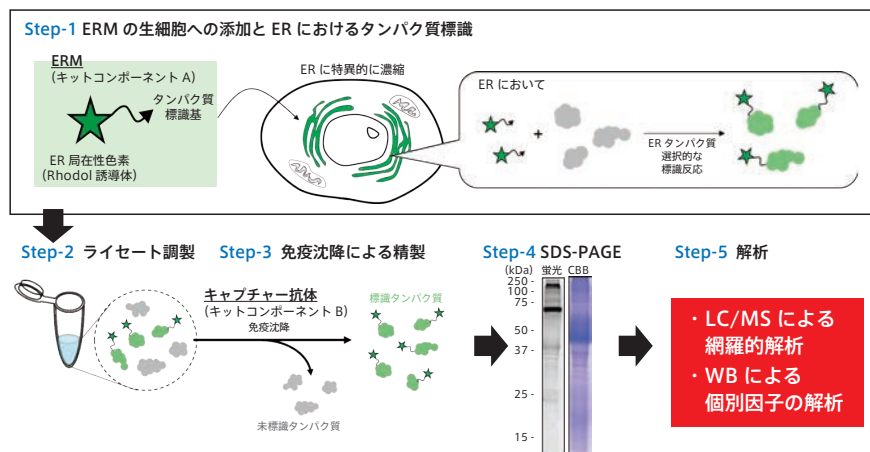 Step-1 ERM の生細胞への添加と ER におけるタンパク質標識
ERM
(キットコンポーネント A)
タンパク質
標識基
ER 局在性色素
(Rhodol 誘導体)
ER に特異的に濃縮
ER において
+
ER タンパク質
選択的な
標識反応
Step-2 ライセート調製
Step-3 免疫沈降による精製
キャプチャー抗体
(キットコンポーネント B)
免疫沈降
未標識タンパク質
標識タンパク質
Step-4 SDS-PAGE
(kDa) 蛍光 CBB
250 -
100 -
75 -
50 -
37 -
25 -
15 -
Step-5 解析
・LC/MS による
網羅的解析
・WB による
個別因子の解析